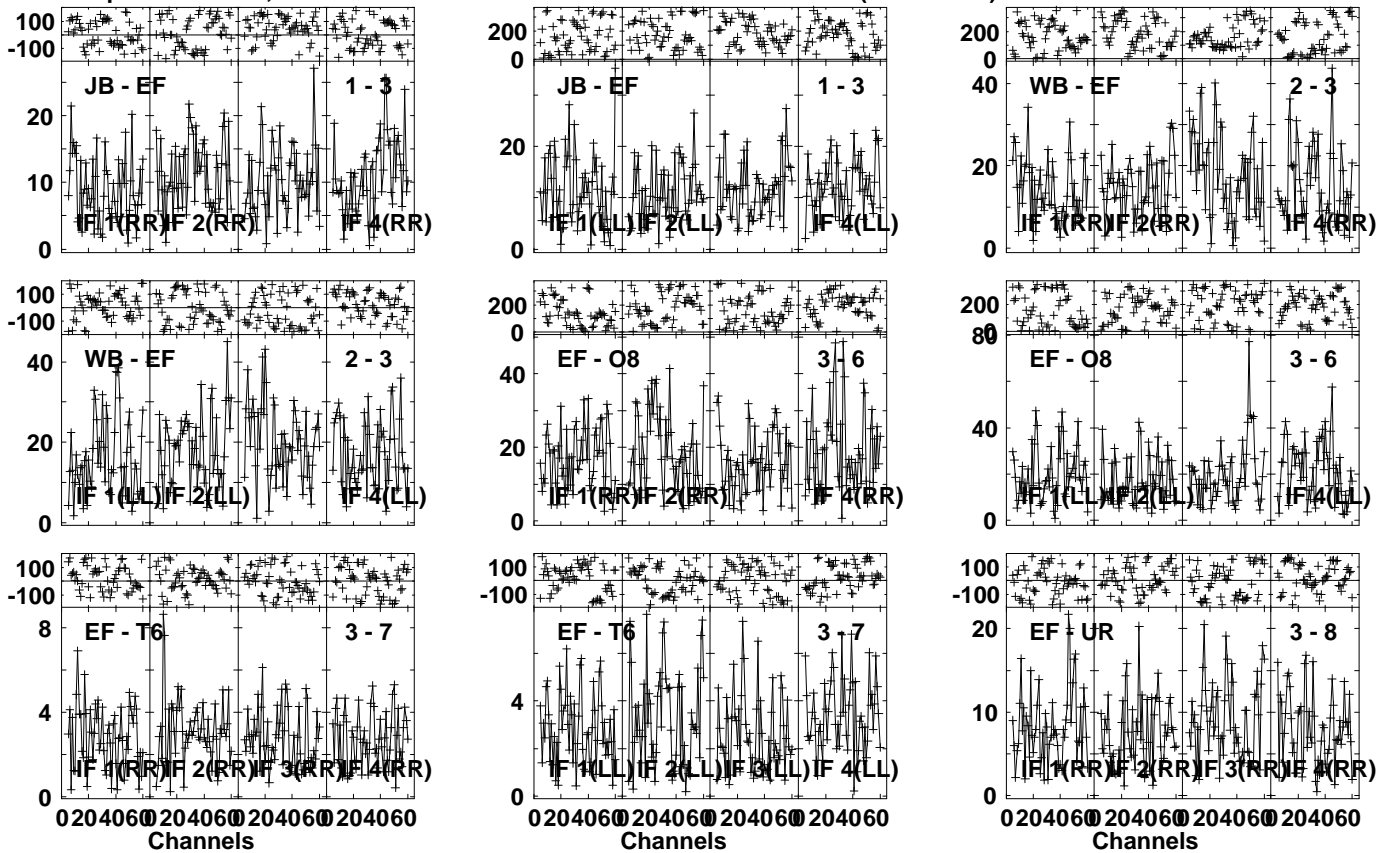 100
-100
JB - EF 1 - 3
20
10
0
IF 1(RR) IF 2(RR) IF 4(RR)
200
0
JB - EF 1 - 3
20
0
IF 1(LL) IF 2(LL) IF 4(LL)
200
0
WB - EF 2 - 3
40
20
0
IF 1(RR) IF 2(RR) IF 4(RR)
100
-100
WB - EF 2 - 3
40
20
0
IF 1(LL) IF 2(LL) IF 4(LL)
200
0
EF - O8 3 - 6
40
20
0
IF 1(RR) IF 2(RR) IF 4(RR)
200
0
80
EF - O8 3 - 6
40
0
IF 1(LL) IF 2(LL) IF 4(LL)
100
-100
EF - T6 3 - 7
8
4
0
IF 1(RR) IF 2(RR) IF 3(RR) IF 4(RR)
0 20 40 60 0 20 40 60 0 20 40 60 0 20 40 60
Channels
100
-100
EF - T6 3 - 7
4
0
IF 1(LL) IF 2(LL) IF 3(LL) IF 4(LL)
0 20 40 60 0 20 40 60 0 20 40 60 0 20 40 60
Channels
100
-100
EF - UR 3 - 8
20
10
0
IF 1(RR) IF 2(RR) IF 3(RR) IF 4(RR)
0 20 40 60 0 20 40 60 0 20 40 60 0 20 40 60
Channels